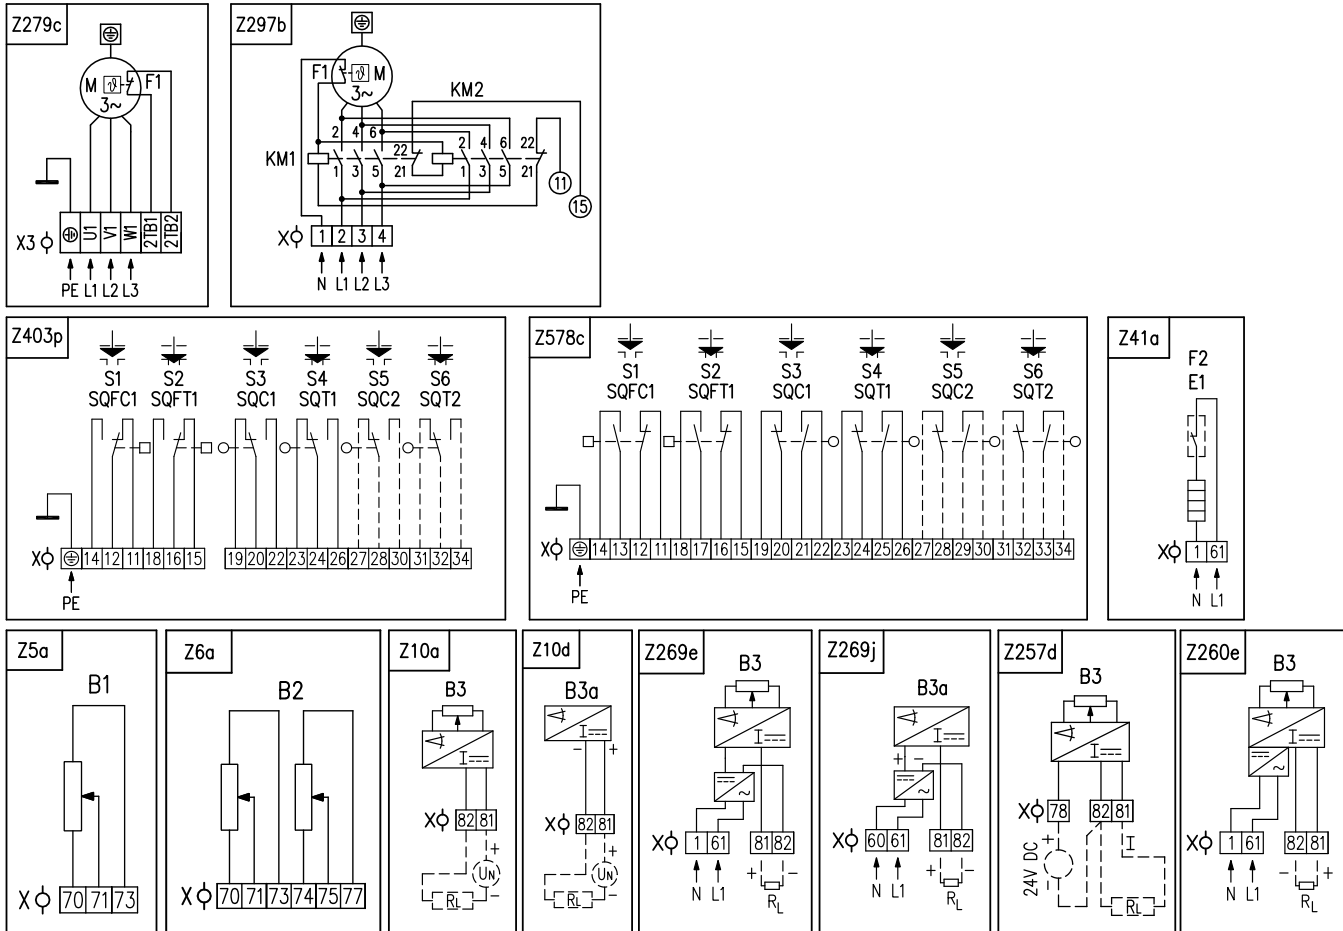 Z279c
M ϑ F1
3~
X3 U1 V1 W1 2TB1 2TB2
PE L1 L2 L3
Z297b
F1 ϑ M
3~
KM2
2 4 6 2 4 6 22
KM1 22
1 3 5 21 1 3 5 21
11
15
X 1 2 3 4
N L1 L2 L3
Z403p
S1 S2 S3 S4 S5 S6
SQFC1 SQFT1 SQC1 SQT1 SQC2 SQT2
X 14 12 11 18 16 15 19 20 22 23 24 26 27 28 30 31 32 34
PE
Z578c
S1 S2 S3 S4 S5 S6
SQFC1 SQFT1 SQC1 SQT1 SQC2 SQT2
X 14 13 12 11 18 17 16 15 19 20 21 22 23 24 25 26 27 28 29 30 31 32 33 34
PE
Z41a
F2
E1
X 1 61
N L1
Z5a
B1
X 70 71 73
Z6a
B2
X 70 71 73 74 75 77
Z10a
B3
I
X 82 81
+
UN
−
RL
Z10d
B3a
I
− +
X 82 81
+
UN
−
RL
Z269e
B3
I
~
X 1 61 81 82
+ −
N L1 RL
Z269j
B3a
I
+ −
~
X 60 61 81 82
+ −
N L1 RL
Z257d
B3
I
X 78 82 81
+ I
24V DC
−
RL
Z260e
B3
I
~
X 1 61 82 81
− +
N L1 RL